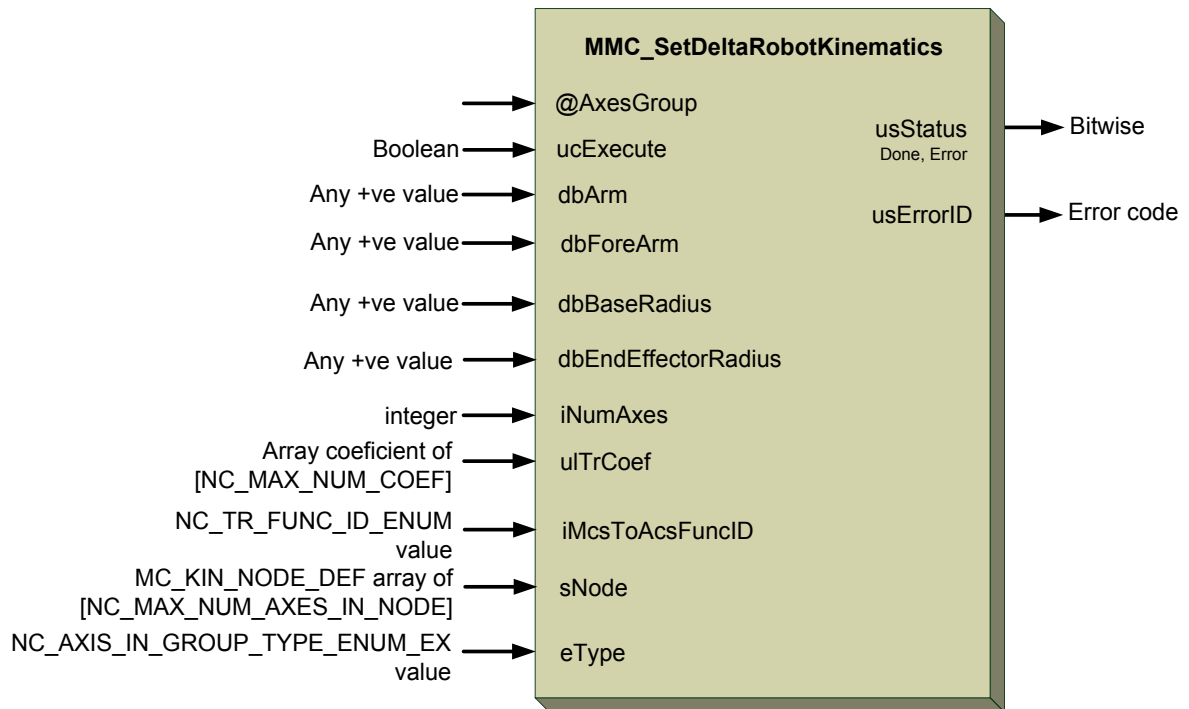 MMC_SetDeltaRobotKinematics
@AxesGroup
usStatus
Bitwise
Done, Error
Boolean
ucExecute
Any +ve value
dbArm
usErrorID
Error code
Any +ve value
dbForeArm
Any +ve value
dbBaseRadius
Any +ve value
dbEndEffectorRadius
integer
iNumAxes
Array coeficient of
[NC_MAX_NUM_COEF]
ulTrCoef
NC_TR_FUNC_ID_ENUM
value
iMcsToAcsFuncID
MC_KIN_NODE_DEF array of
[NC_MAX_NUM_AXES_IN_NODE]
sNode
NC_AXIS_IN_GROUP_TYPE_ENUM_EX
value
eType